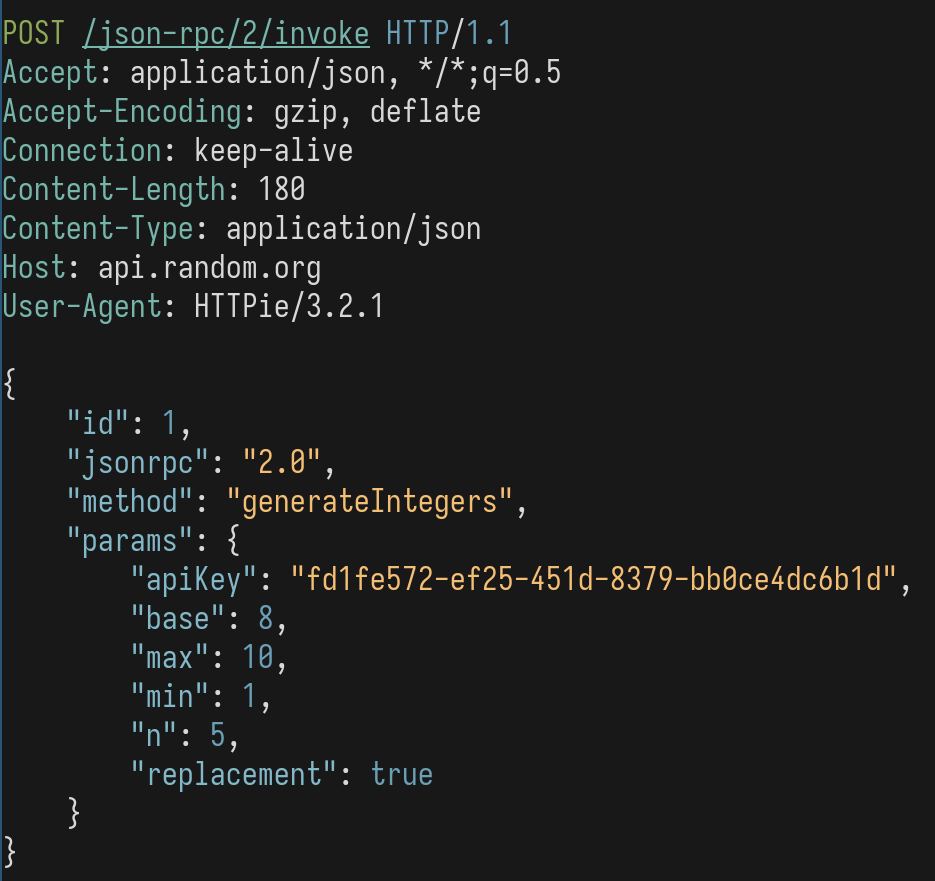 POST /json-rpc/2/invoke HTTP/1.1
Accept: application/json, */*;q=0.5
Accept-Encoding: gzip, deflate
Connection: keep-alive
Content-Length: 180
Content-Type: application/json
Host: api.random.org
User-Agent: HTTPie/3.2.1

{
    "id": 1,
    "jsonrpc": "2.0",
    "method": "generateIntegers",
    "params": {
        "apiKey": "fd1fe572-ef25-451d-8379-bb0ce4dc6b1d",
        "base": 8,
        "max": 10,
        "min": 1,
        "n": 5,
        "replacement": true
    }
}